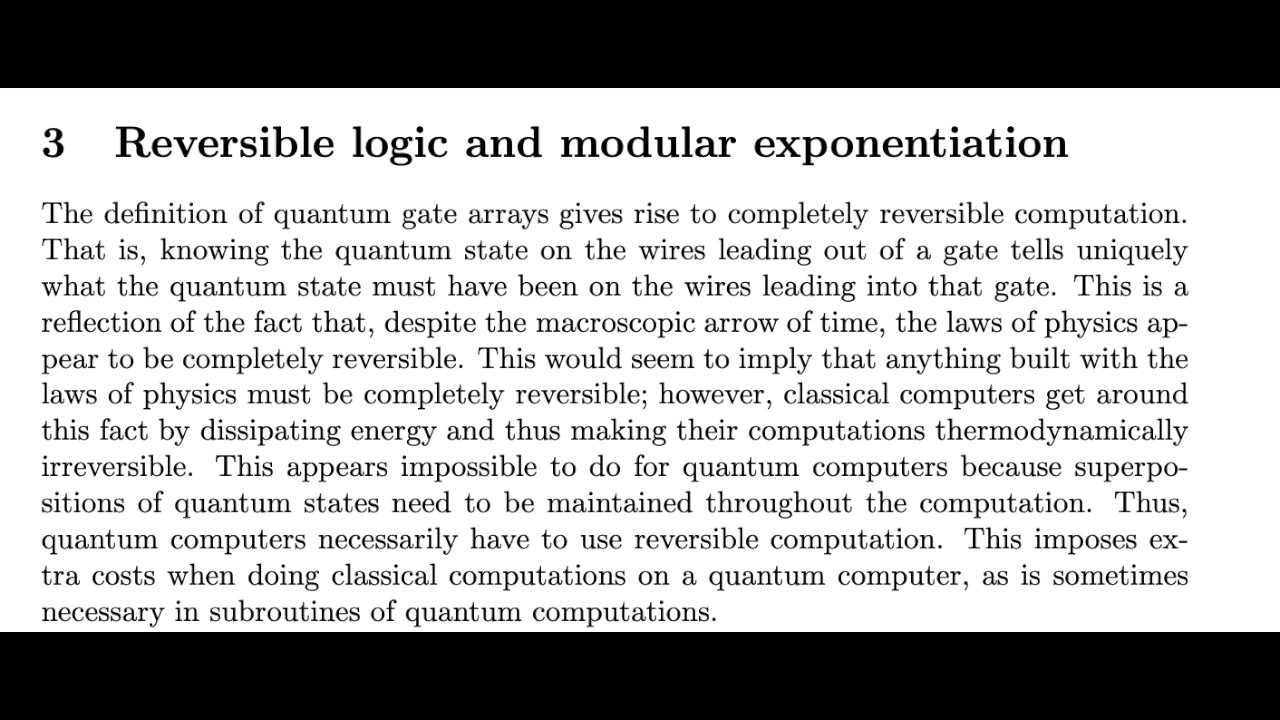 3 Reversible logic and modular exponentiation
The definition of quantum gate arrays gives rise to completely reversible computation.
That is, knowing the quantum state on the wires leading out of a gate tells uniquely
what the quantum state must have been on the wires leading into that gate. This is a
reflection of the fact that, despite the macroscopic arrow of time, the laws of physics ap-
pear to be completely reversible. This would seem to imply that anything built with the
laws of physics must be completely reversible; however, classical computers get around
this fact by dissipating energy and thus making their computations thermodynamically
irreversible. This appears impossible to do for quantum computers because superpo-
sitions of quantum states need to be maintained throughout the computation. Thus,
quantum computers necessarily have to use reversible computation. This imposes ex-
tra costs when doing classical computations on a quantum computer, as is sometimes
necessary in subroutines of quantum computations.